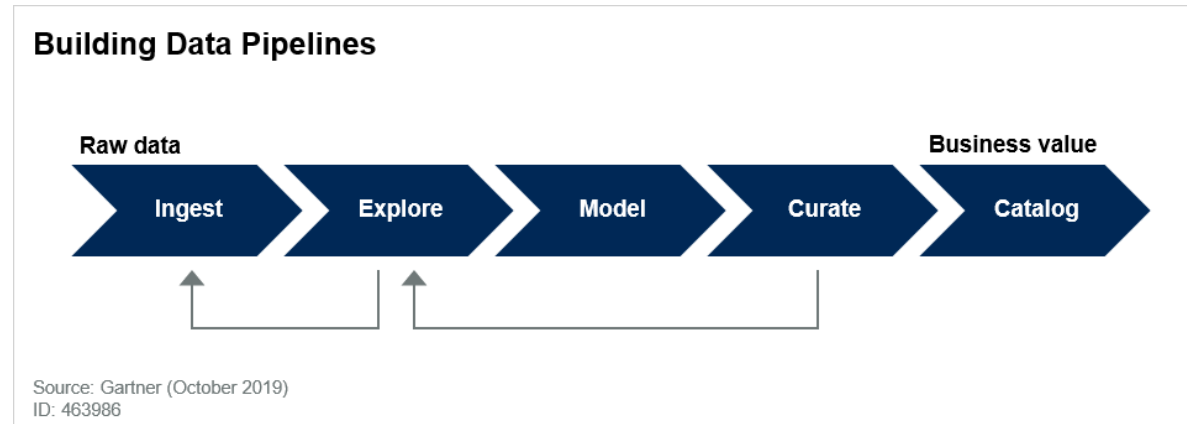 Building Data Pipelines
Raw data
Business value
Ingest
Explore
Model
Curate
Catalog
Source: Gartner (October 2019)
ID: 463986